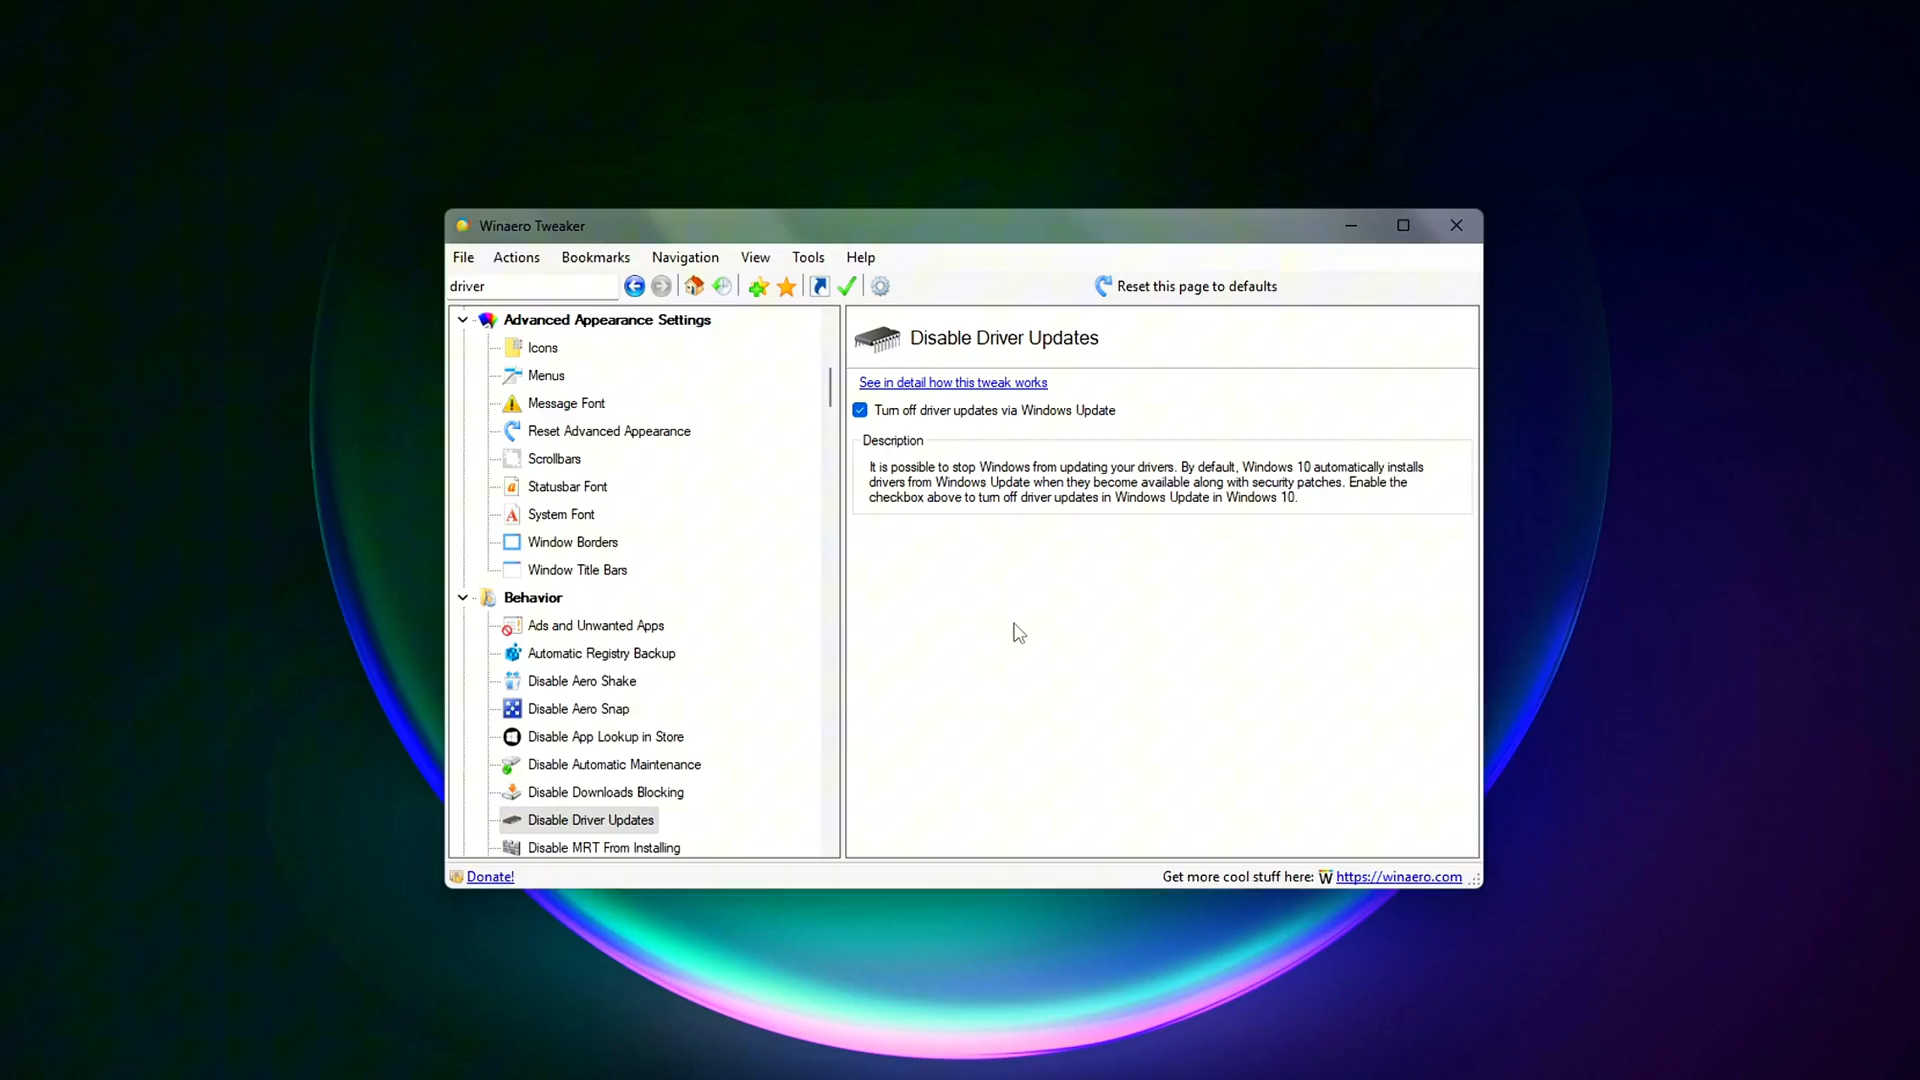 Winaero Tweaker
File Actions Bookmarks Navigation View Tools Help
driver
Reset this page to defaults
Advanced Appearance Settings
Icons
Menus
Message Font
Reset Advanced Appearance
Scrollbars
Statusbar Font
System Font
Window Borders
Window Title Bars
Behavior
Ads and Unwanted Apps
Automatic Registry Backup
Disable Aero Shake
Disable Aero Snap
Disable App Lookup in Store
Disable Automatic Maintenance
Disable Downloads Blocking
Disable Driver Updates
Disable MRT From Installing
Disable Driver Updates
See in detail how this tweak works
Turn off driver updates via Windows Update
Description
It is possible to stop Windows from updating your drivers. By default, Windows 10 automatically installs
drivers from Windows Update when they become available along with security patches. Enable the
checkbox above to turn off driver updates in Windows Update in Windows 10.
Donate!
Get more cool stuff here: W https://winaero.com